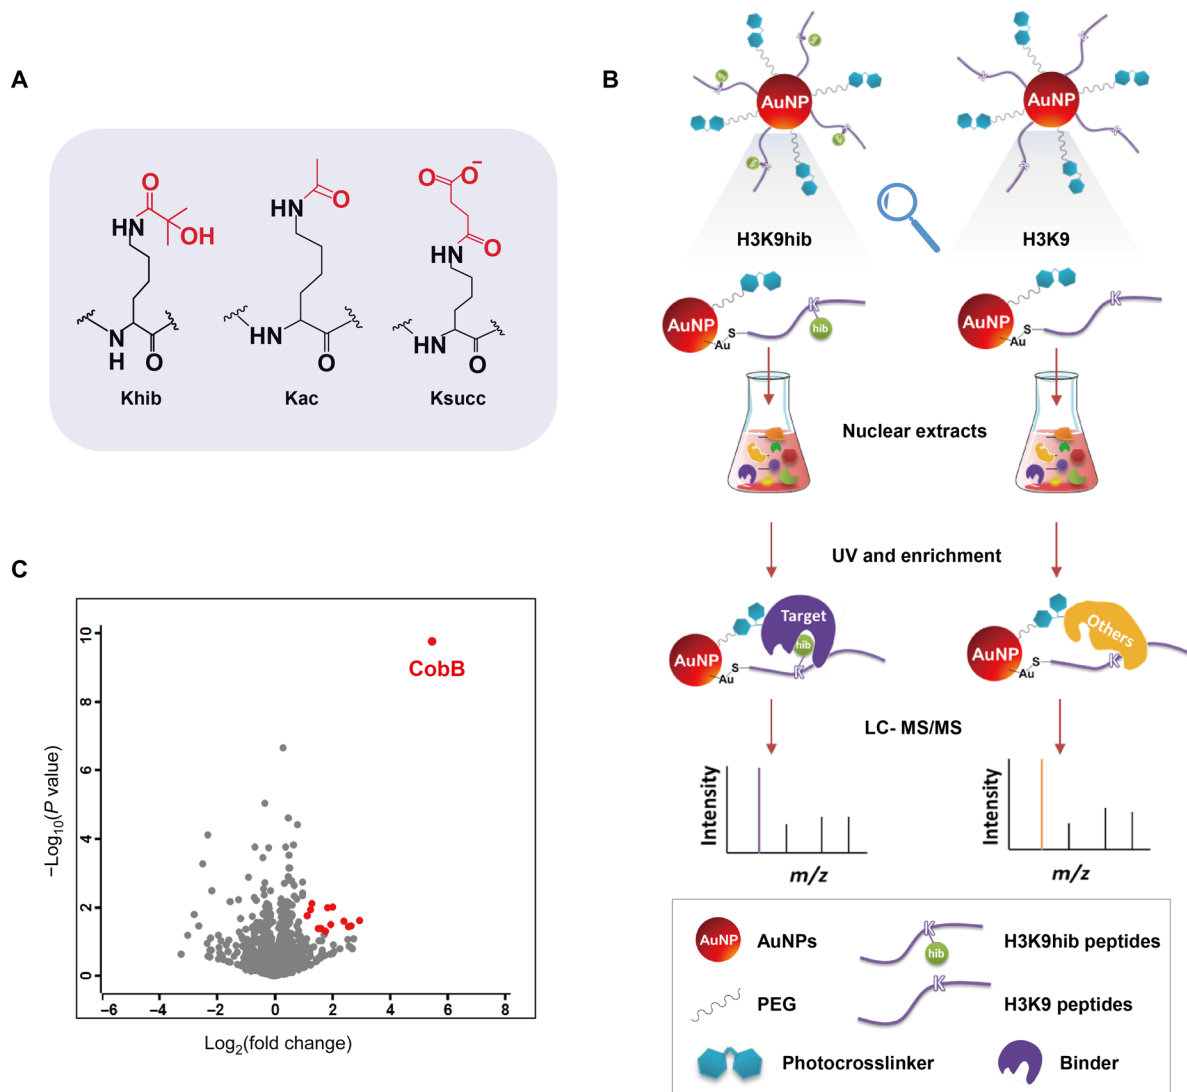 A
O
HN
OH
N
H
O
Khib
O
HN
HN
O
Kac
O
O−
O
HN
HN
O
Ksucc
B
AuNP
AuNP
H3K9hib
H3K9
AuNP
Au
S
K
hib
AuNP
Au
S
K
Nuclear extracts
UV and enrichment
Target
hib
AuNP
S
Au
K
Others
AuNP
S
Au
K
LC- MS/MS
Intensity
m/z
Intensity
m/z
AuNP
AuNPs
K
hib
H3K9hib peptides
PEG
K
H3K9 peptides
Photocrosslinker
Binder
C
CobB
−Log10(P value)
10
8
6
4
2
0
−6 −4 −2 0 2 4 6 8
Log2(fold change)